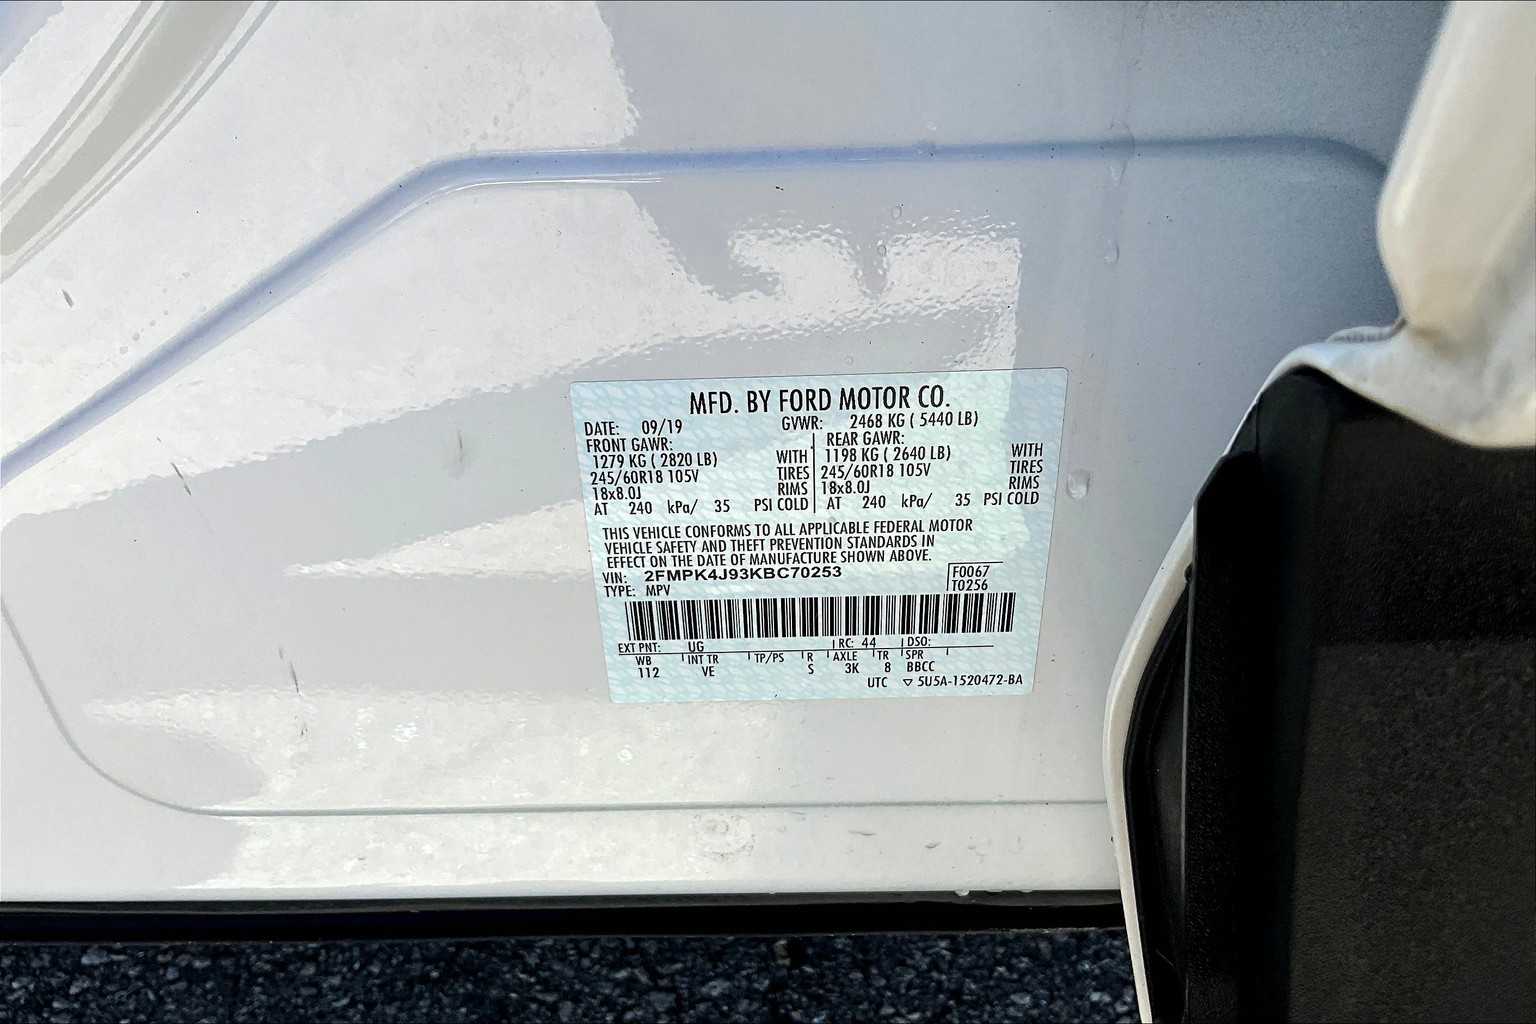 MFD. BY FORD MOTOR CO.
DATE: 09/19 GVWR: 2468 KG ( 5440 LB)
FRONT GAWR: REAR GAWR:
1279 KG ( 2820 LB) WITH 1198 KG ( 2640 LB) WITH
245/60R18 105V TIRES 245/60R18 105V TIRES
18x8.0J RIMS 18x8.0J RIMS
AT 240 kPa/ 35 PSI COLD AT 240 kPa/ 35 PSI COLD
THIS VEHICLE CONFORMS TO ALL APPLICABLE FEDERAL MOTOR
VEHICLE SAFETY AND THEFT PREVENTION STANDARDS IN
EFFECT ON THE DATE OF MANUFACTURE SHOWN ABOVE.
VIN: 2FMPK4J93KBC70253 F0067
TYPE: MPV T0256
EXT PNT: UG RC: 44 DSO:
WB INT TR TP/PS R AXLE TR SPR
112 VE S 3K 8 BBCC
UTC ▽ 5U5A-1520472-BA